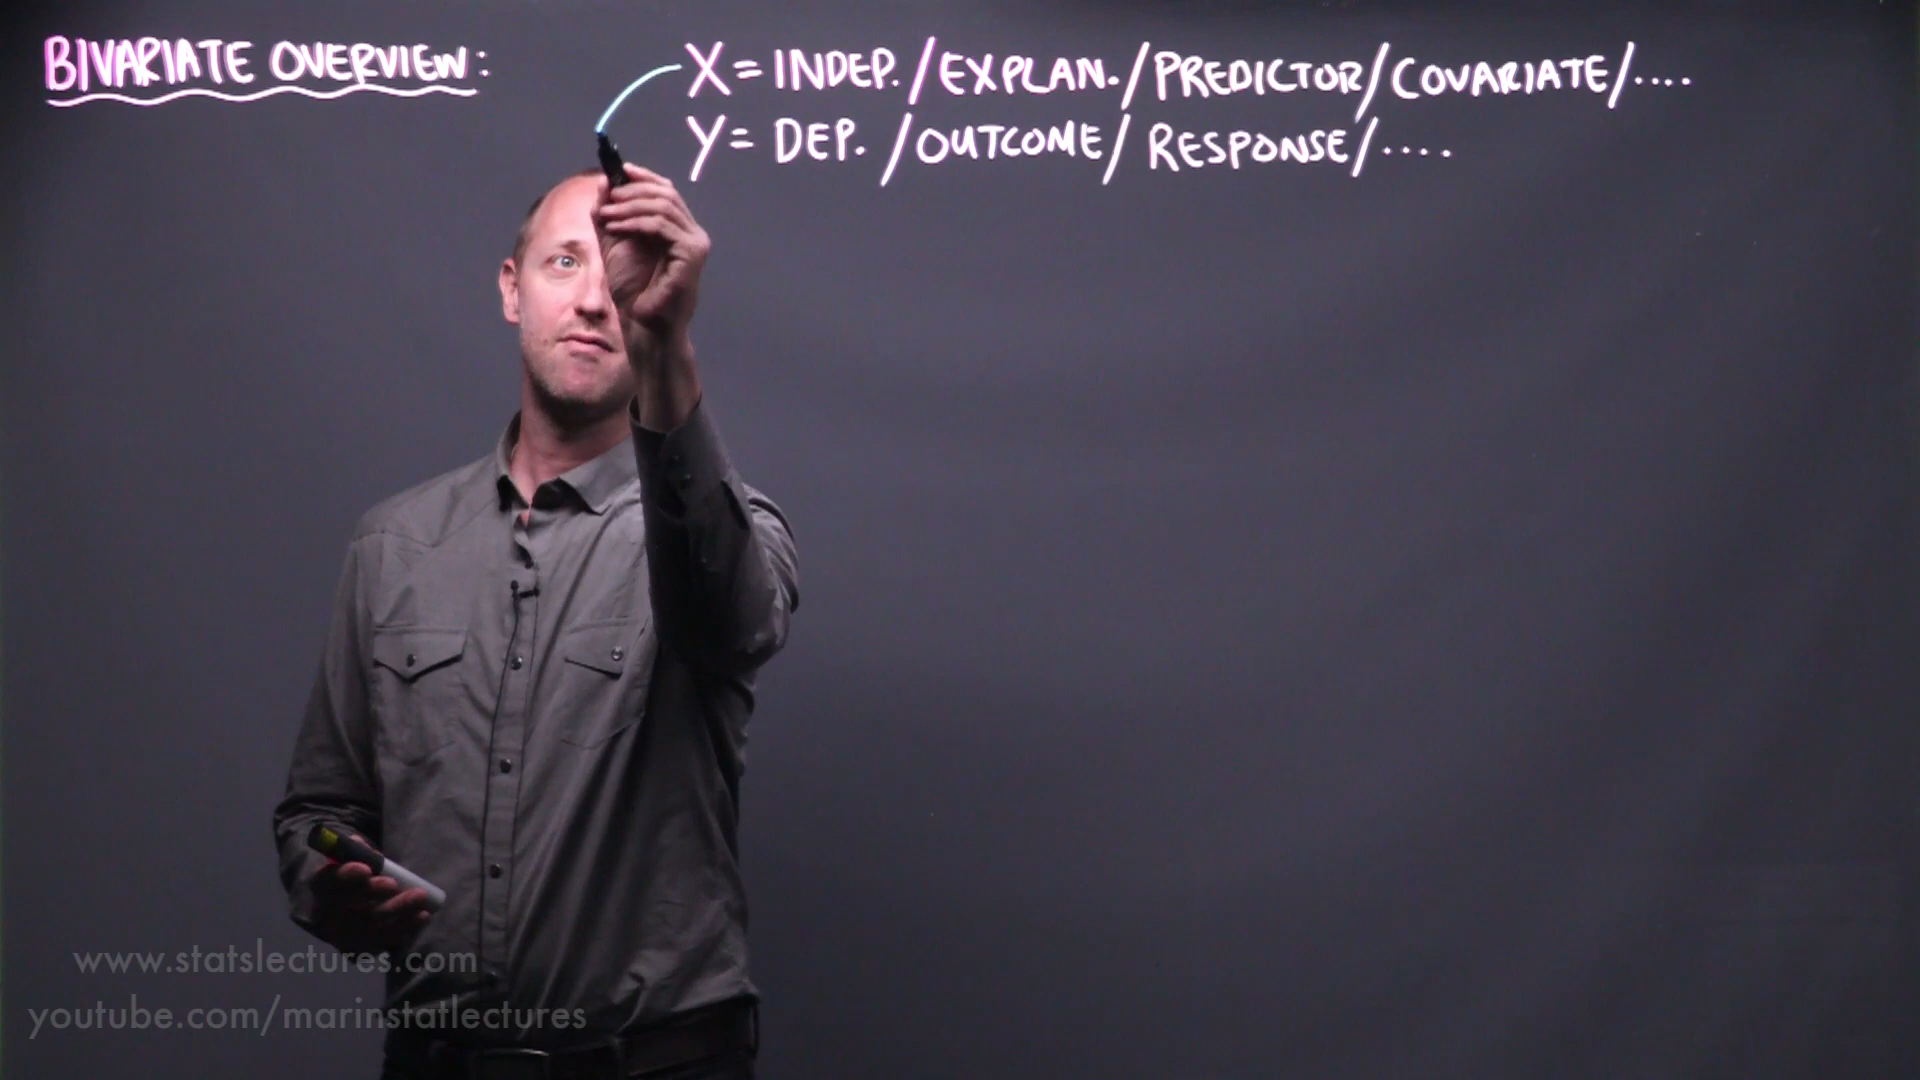 BIVARIATE OVERVIEW:
X = INDEP. / EXPLAN. / PREDICTOR / COVARIATE / ....
Y = DEP. / OUTCOME / RESPONSE / ....
www.statslectures.com
youtube.com/marinstatlectures